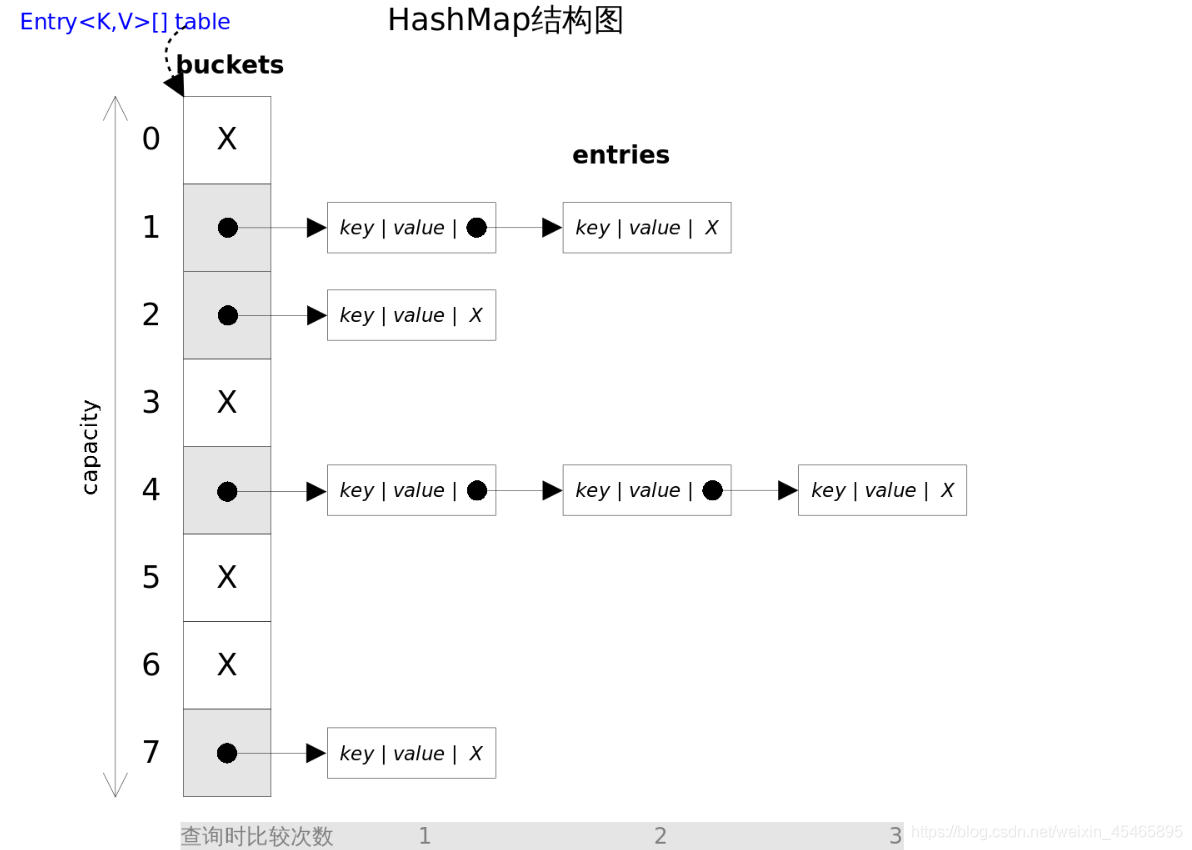 Entry<K,V>[] table
HashMap结构图
buckets
0 X
entries
1 key | value | key | value | X
2 key | value | X
3 X
capacity
4 key | value | key | value | key | value | X
5 X
6 X
7 key | value | X
查询时比较次数 1 2 3
https://blog.csdn.net/weixin_45465895